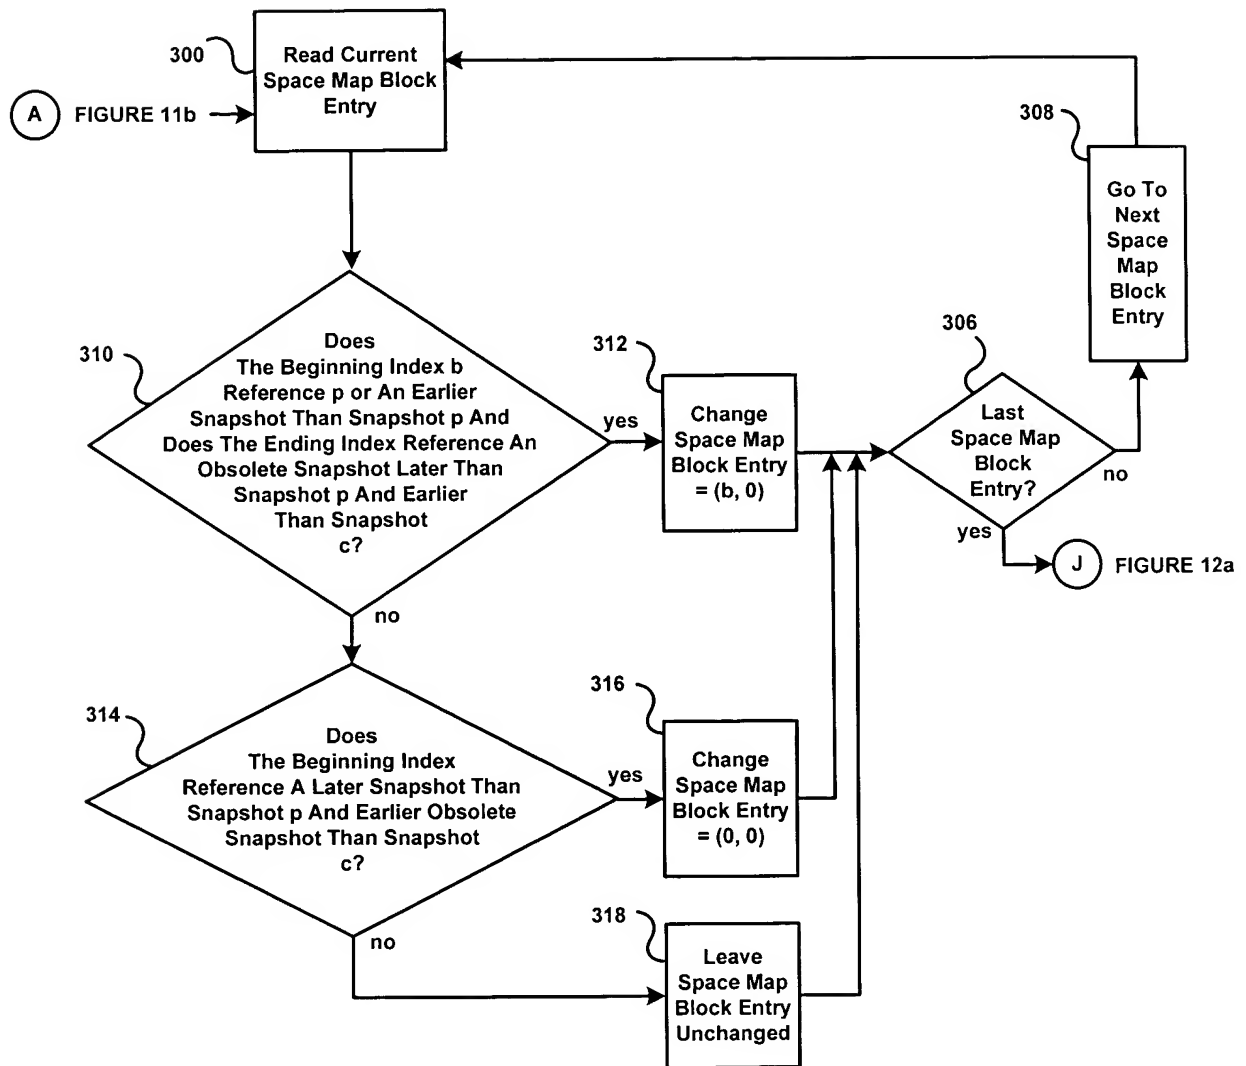 300
Read Current
Space Map Block
Entry
A
FIGURE 11b
308
Go To
Next
Space
Map
Block
Entry
310
Does
The Beginning Index b
Reference p or An Earlier
Snapshot Than Snapshot p And
Does The Ending Index Reference An
Obsolete Snapshot Later Than
Snapshot p And Earlier
Than Snapshot
c?
yes
no
312
Change
Space Map
Block Entry
= (b, 0)
306
Last
Space Map
Block
Entry?
no
yes
J
FIGURE 12a
314
Does
The Beginning Index
Reference A Later Snapshot Than
Snapshot p And Earlier Obsolete
Snapshot Than Snapshot
c?
yes
no
316
Change
Space Map
Block Entry
= (0, 0)
318
Leave
Space Map
Block Entry
Unchanged